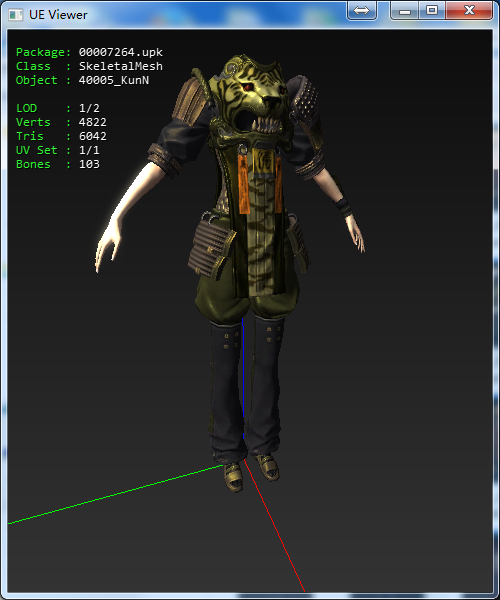 UE Viewer
Package: 00007264.upk
Class  : SkeletalMesh
Object : 40005_KunN
LOD    : 1/2
Verts  : 4822
Tris   : 6042
UV Set : 1/1
Bones  : 103